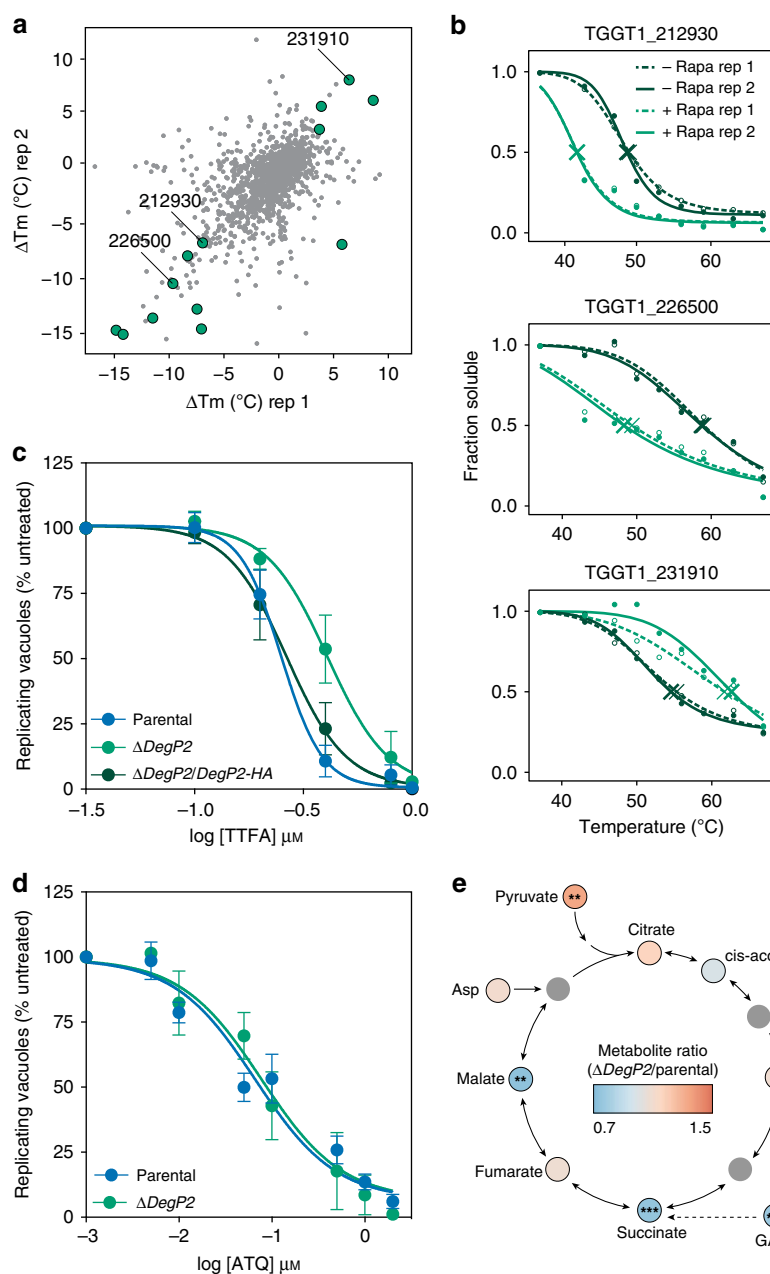 a
231910
212930
226500
10
5
0
−5
−10
−15
ΔTm (°C) rep 2
−15
−10
−5
0
5
10
ΔTm (°C) rep 1
b
TGGT1_212930
– Rapa rep 1
– Rapa rep 2
+ Rapa rep 1
+ Rapa rep 2
1.0
0.5
0.0
40
50
60
TGGT1_226500
1.0
0.5
0.0
40
50
60
Fraction soluble
TGGT1_231910
1.0
0.5
0.0
40
50
60
Temperature (°C)
c
Replicating vacuoles (% untreated)
125
100
75
50
25
0
Parental
ΔDegP2
ΔDegP2/DegP2-HA
−1.5
−1.0
−0.5
0.0
log [TTFA] μM
d
Replicating vacuoles (% untreated)
125
100
75
50
25
0
Parental
ΔDegP2
−3
−2
−1
0
log [ATQ] μM
e
Pyruvate
**
Citrate
cis-acc
Asp
Metabolite ratio
(ΔDegP2/parental)
0.7
1.5
Malate
**
Fumarate
***
Succinate
GA